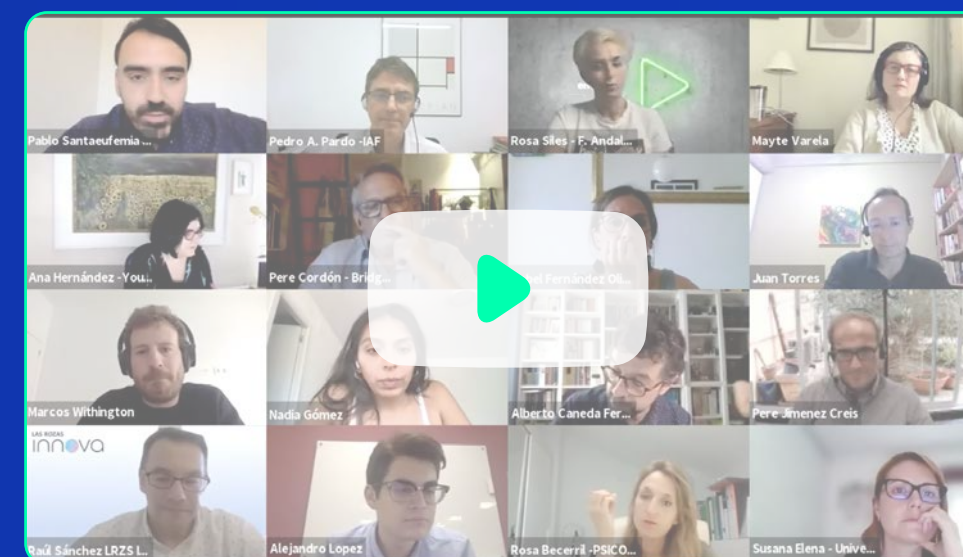 Pablo Santaeufemia ...
Pedro A. Pardo -IAF
Rosa Siles - F. Andal...
Mayte Varela
Ana Hernández -You...
Pere Cordón - Bridg...
Fernández Oli...
Juan Torres
Marcos Withington
Nadia Gómez
Alberto Caneda Fer...
Pere Jimenez Creis
LAS ROZAS
innova
Raúl Sánchez LRZS L...
Alejandro Lopez
Rosa Becerril -PSICO...
Susana Elena - Unive...